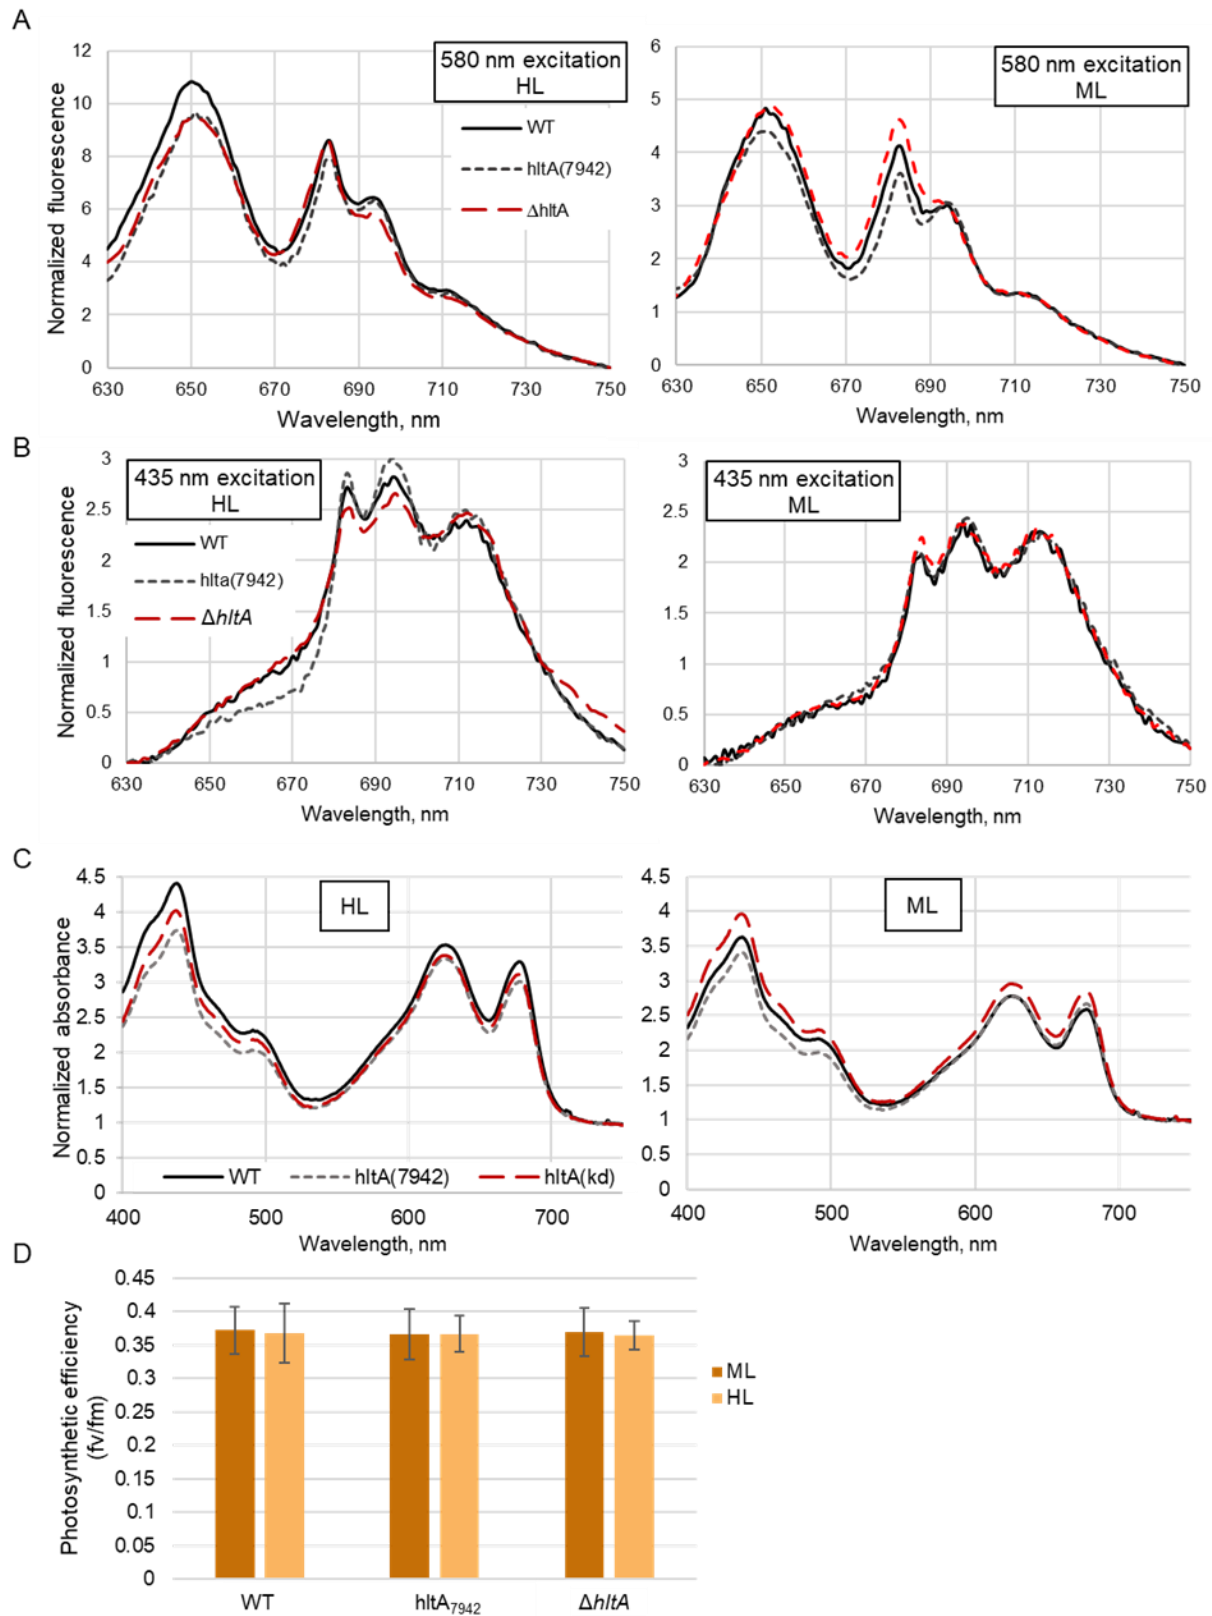 A
580 nm excitation
HL
WT
hltA(7942)
ΔhltA
12
10
8
6
4
2
0
Normalized fluorescence
630
650
670
690
710
730
750
Wavelength, nm
580 nm excitation
ML
6
5
4
3
2
1
0
630
650
670
690
710
730
750
Wavelength, nm
B
435 nm excitation
HL
WT
hlta(7942)
ΔhltA
3
2.5
2
1.5
1
0.5
0
Normalized fluorescence
630
650
670
690
710
730
750
Wavelength, nm
435 nm excitation
ML
3
2.5
2
1.5
1
0.5
0
630
650
670
690
710
730
750
Wavelength, nm
C
HL
4.5
4
3.5
3
2.5
2
1.5
1
0.5
0
Normalized absorbance
WT
hltA(7942)
hltA(kd)
400
500
600
700
Wavelength, nm
ML
4.5
4
3.5
3
2.5
2
1.5
1
0.5
0
400
500
600
700
Wavelength, nm
D
0.45
0.4
0.35
0.3
0.25
0.2
0.15
0.1
0.05
0
Photosynthetic efficiency
(fv/fm)
ML
HL
WT
hltA7942
ΔhltA